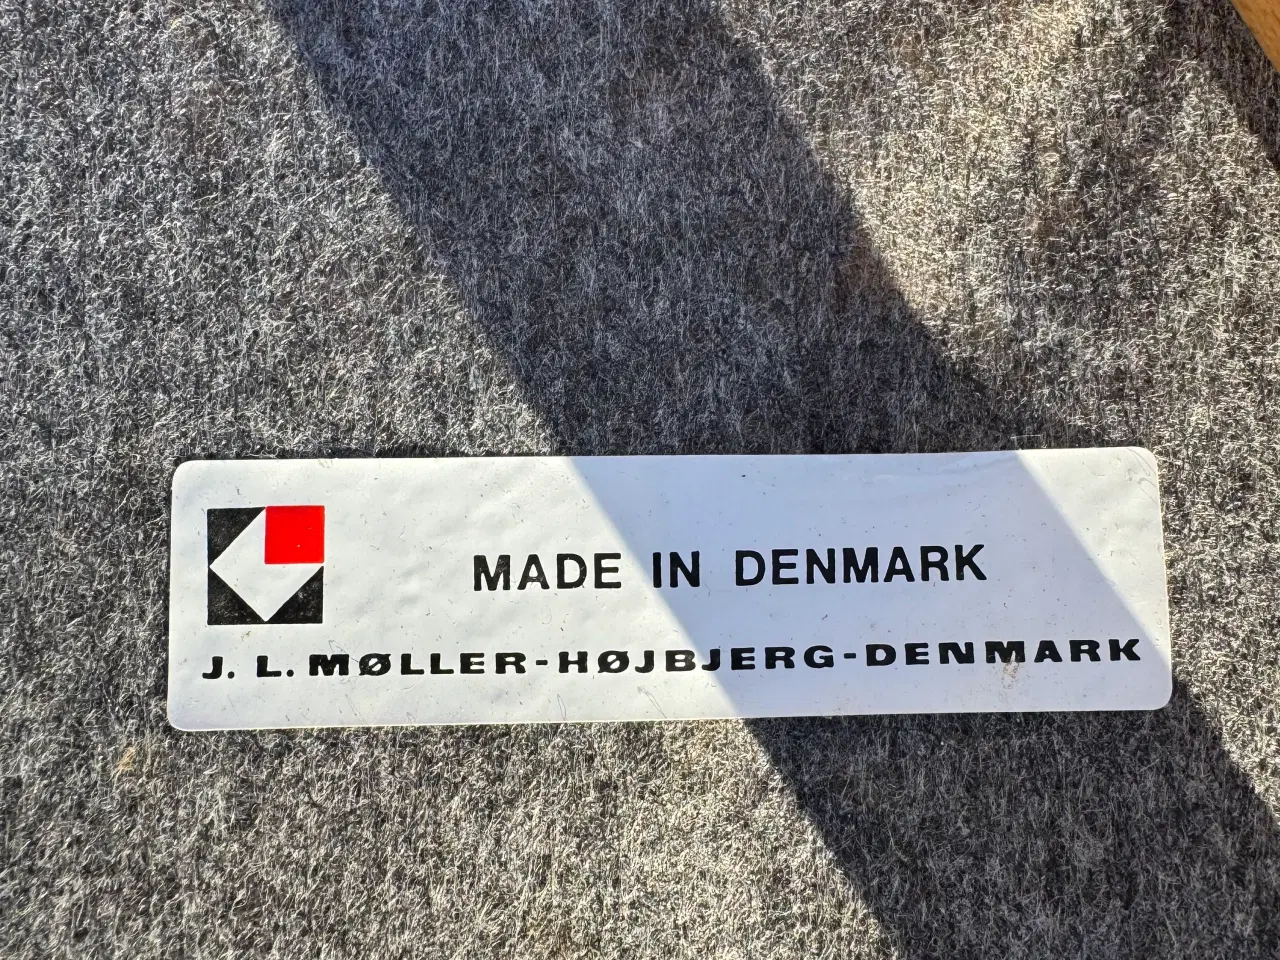 MADE IN DENMARK
J. L. MØLLER-HØJBJERG-DENMARK